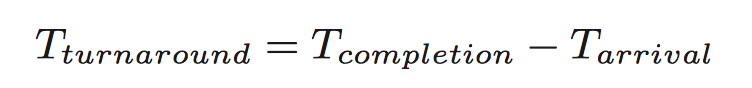 T_{turnaround} = T_{completion} − T_{arrival}